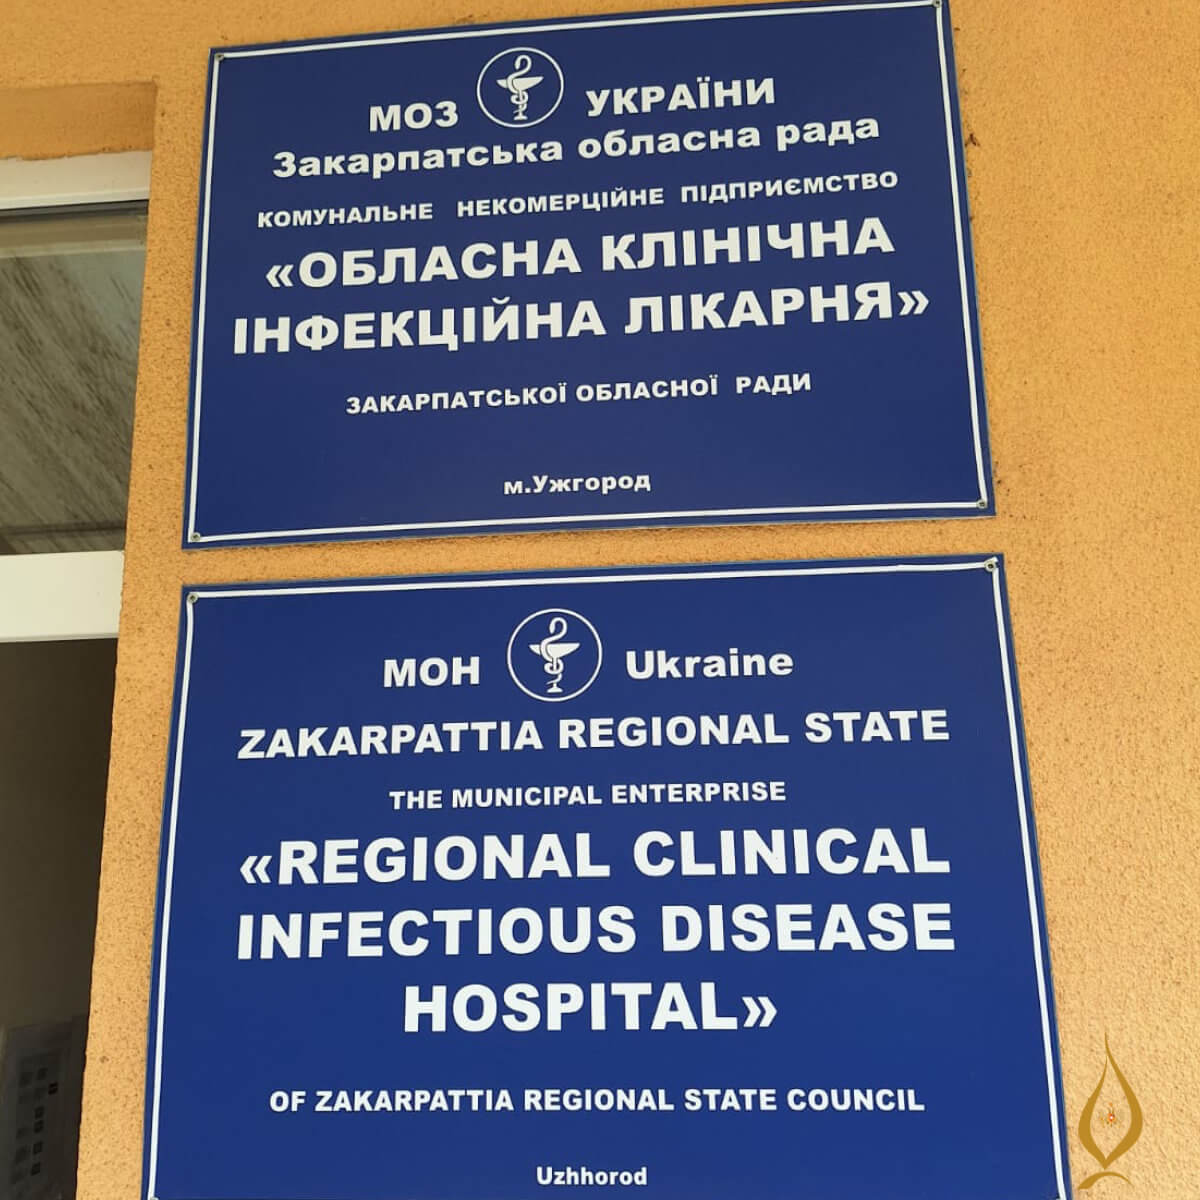 МОЗ УКРАЇНИ
Закарпатська обласна рада
КОМУНАЛЬНЕ НЕКОМЕРЦІЙНЕ ПІДПРИЄМСТВО
«ОБЛАСНА КЛІНІЧНА
ІНФЕКЦІЙНА ЛІКАРНЯ»
ЗАКАРПАТСЬКОЇ ОБЛАСНОЇ РАДИ
м.Ужгород
MOH Ukraine
ZAKARPATTIA REGIONAL STATE
THE MUNICIPAL ENTERPRISE
«REGIONAL CLINICAL
INFECTIOUS DISEASE
HOSPITAL»
OF ZAKARPATTIA REGIONAL STATE COUNCIL
Uzhhorod